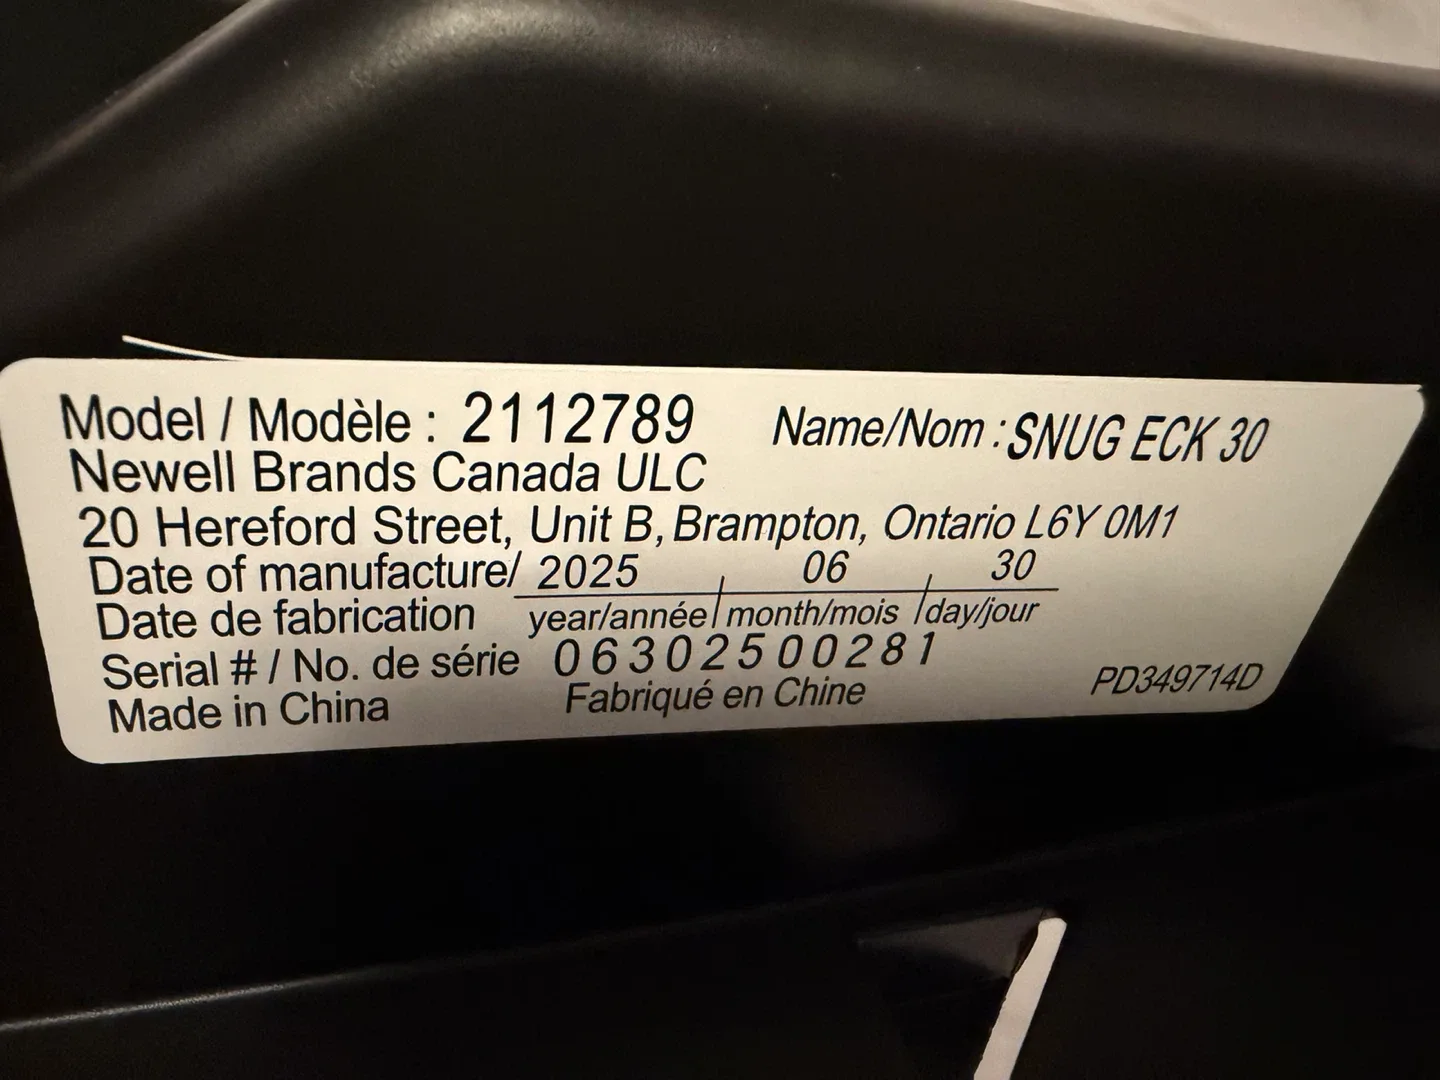 Model / Modèle : 2112789 Name/Nom : SNUG ECK 30
Newell Brands Canada ULC
20 Hereford Street, Unit B, Brampton, Ontario L6Y 0M1
Date of manufacture/ 2025 / 06 / 30
Date de fabrication year/année / month/mois / day/jour
Serial # / No. de série 06302500281
Made in China Fabriqué en Chine PD349714D